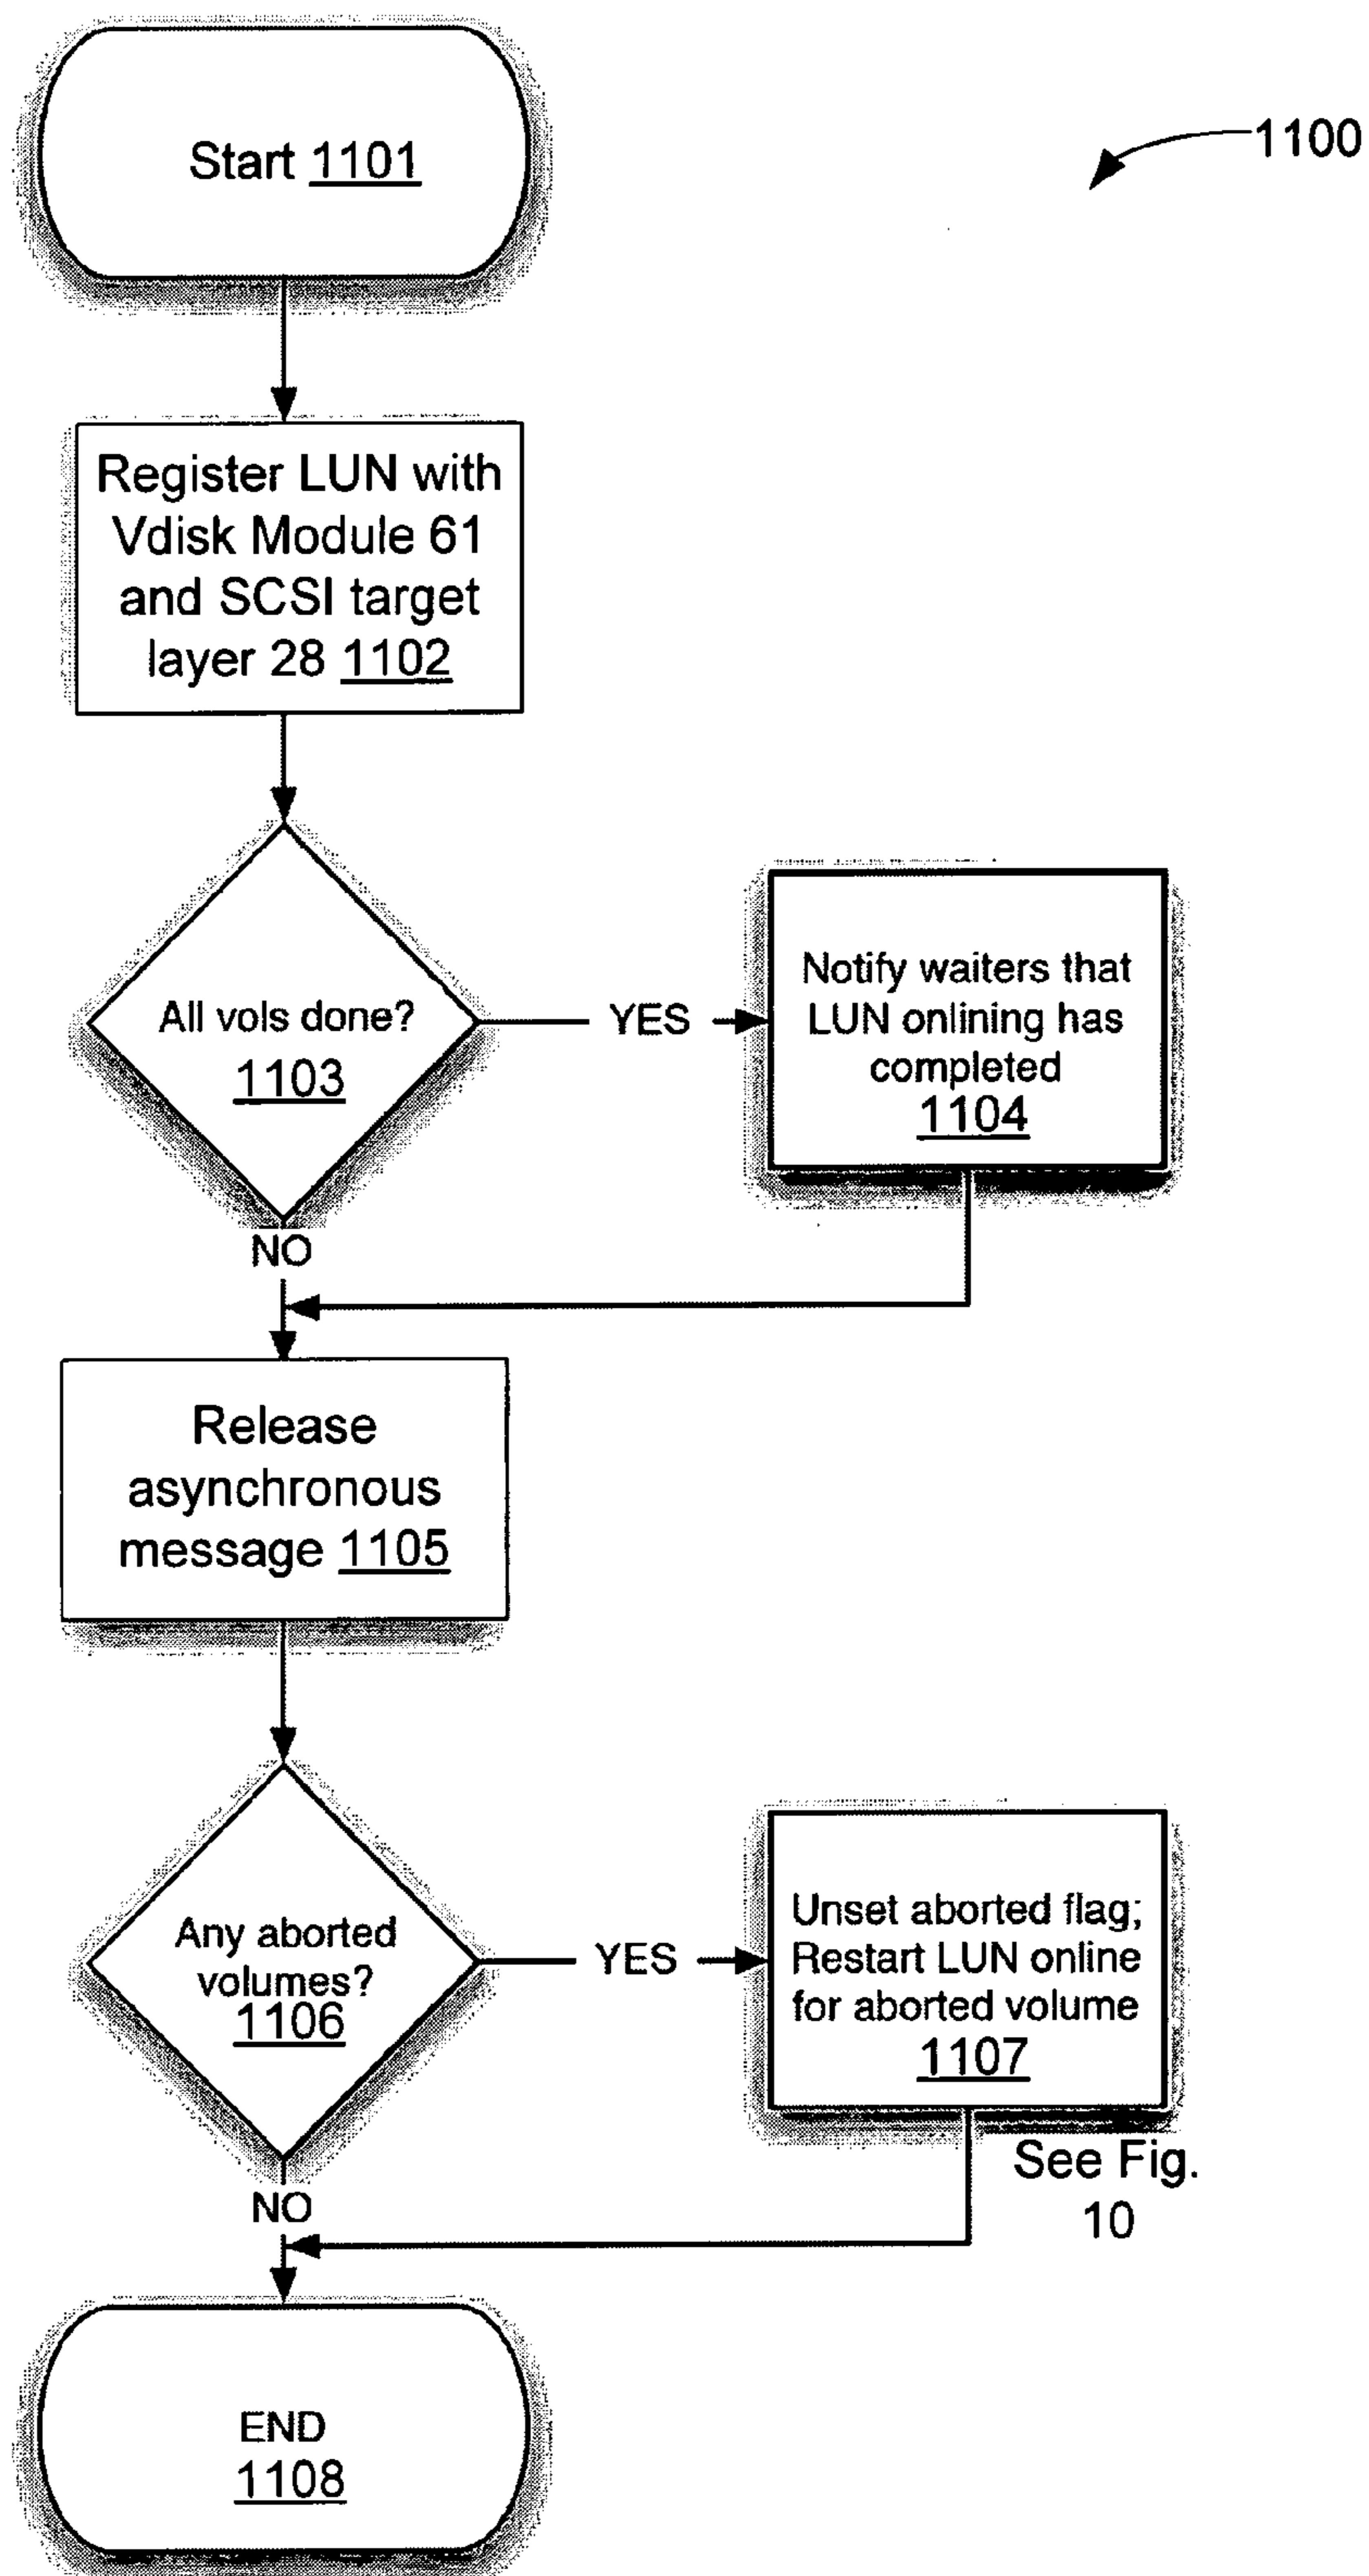 Start 1101
1100
Register LUN with
Vdisk Module 61
and SCSI target
layer 28 1102
All vols done?
1103
YES
Notify waiters that
LUN onlining has
completed
1104
NO
Release
asynchronous
message 1105
Any aborted
volumes?
1106
YES
Unset aborted flag;
Restart LUN online
for aborted volume
1107
See Fig.
10
NO
END
1108